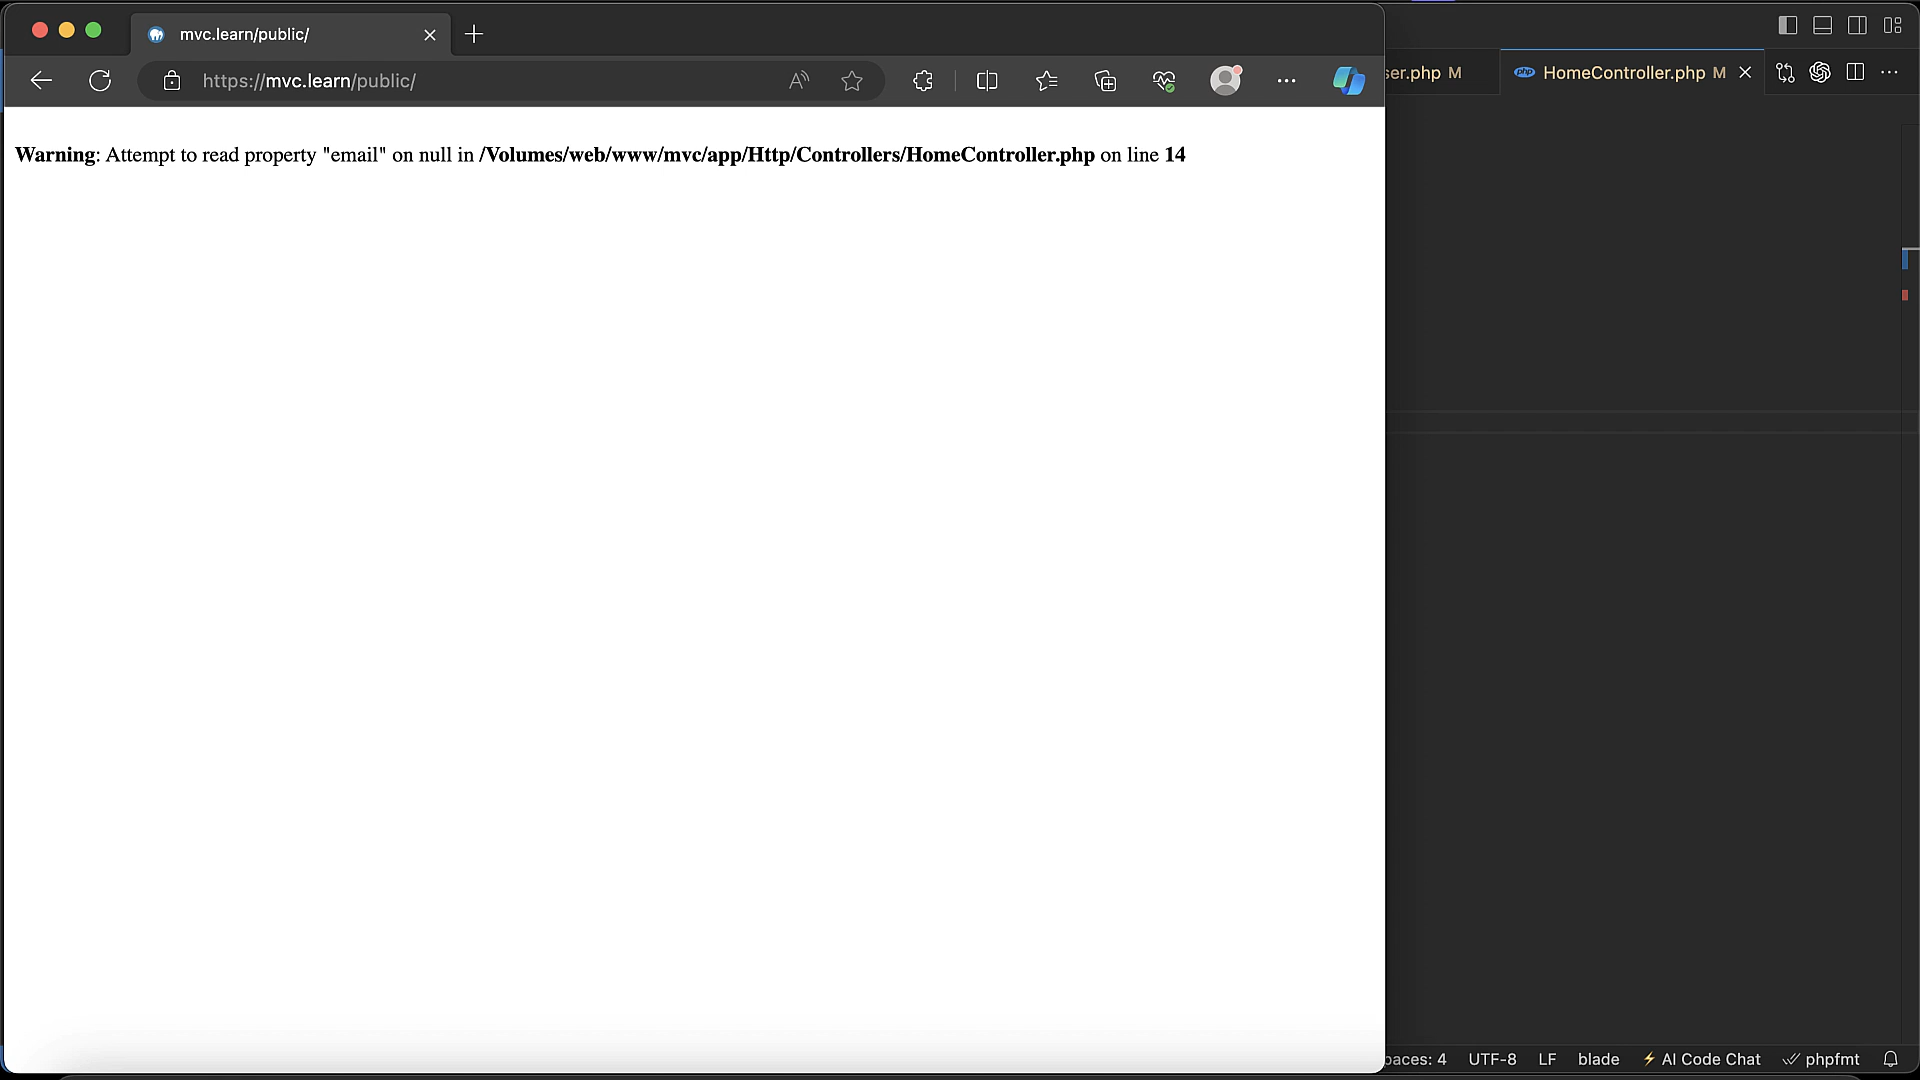 mvc.learn/public/
https://mvc.learn/public/
Warning: Attempt to read property "email" on null in /Volumes/web/www/mvc/app/Http/Controllers/HomeController.php on line 14
ser.php M
HomeController.php M
paces: 4 UTF-8 LF blade ⚡ AI Code Chat phpfmt